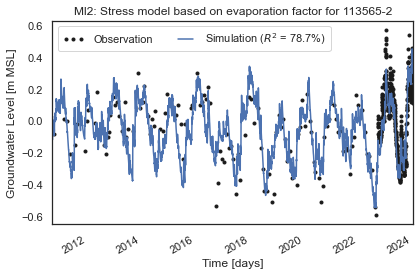 MI2: Stress model based on evaporation factor for 113565-2
Observation
Simulation (R² = 78.7%)
Groundwater Level [m MSL]
0.6
0.4
0.2
0.0
−0.2
−0.4
−0.6
2012
2014
2016
2018
2020
2022
2024
Time [days]